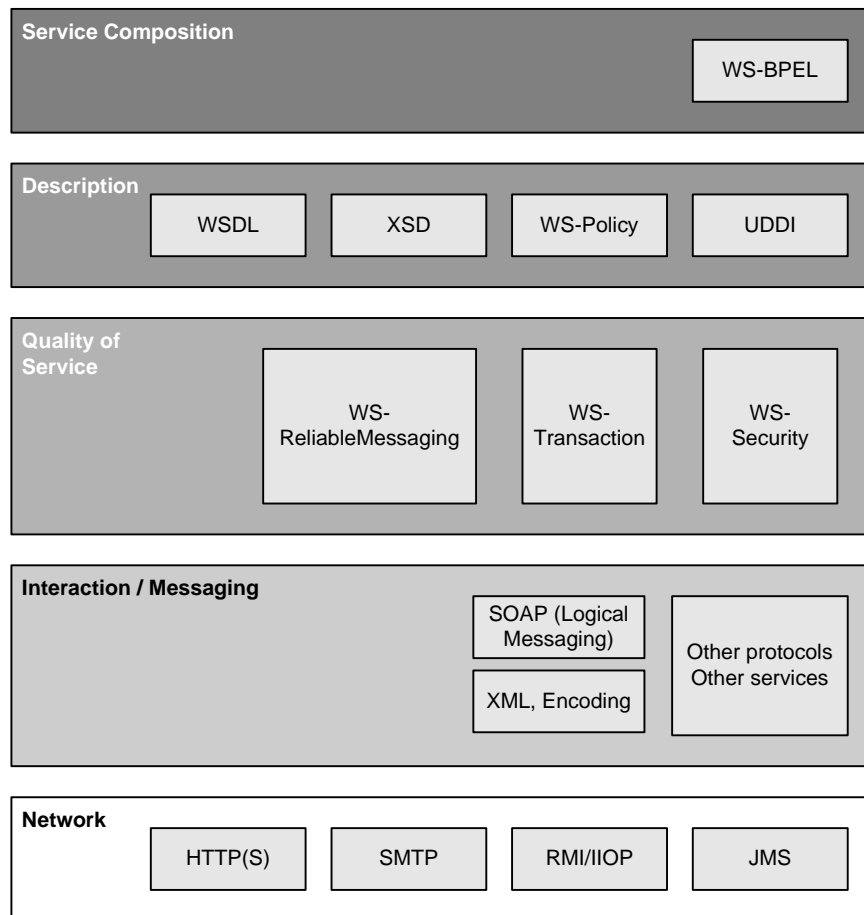 Service Composition
WS-BPEL
Description
WSDL
XSD
WS-Policy
UDDI
Quality of
Service
WS-
ReliableMessaging
WS-
Transaction
WS-
Security
Interaction / Messaging
SOAP (Logical
Messaging)
XML, Encoding
Other protocols
Other services
Network
HTTP(S)
SMTP
RMI/IIOP
JMS